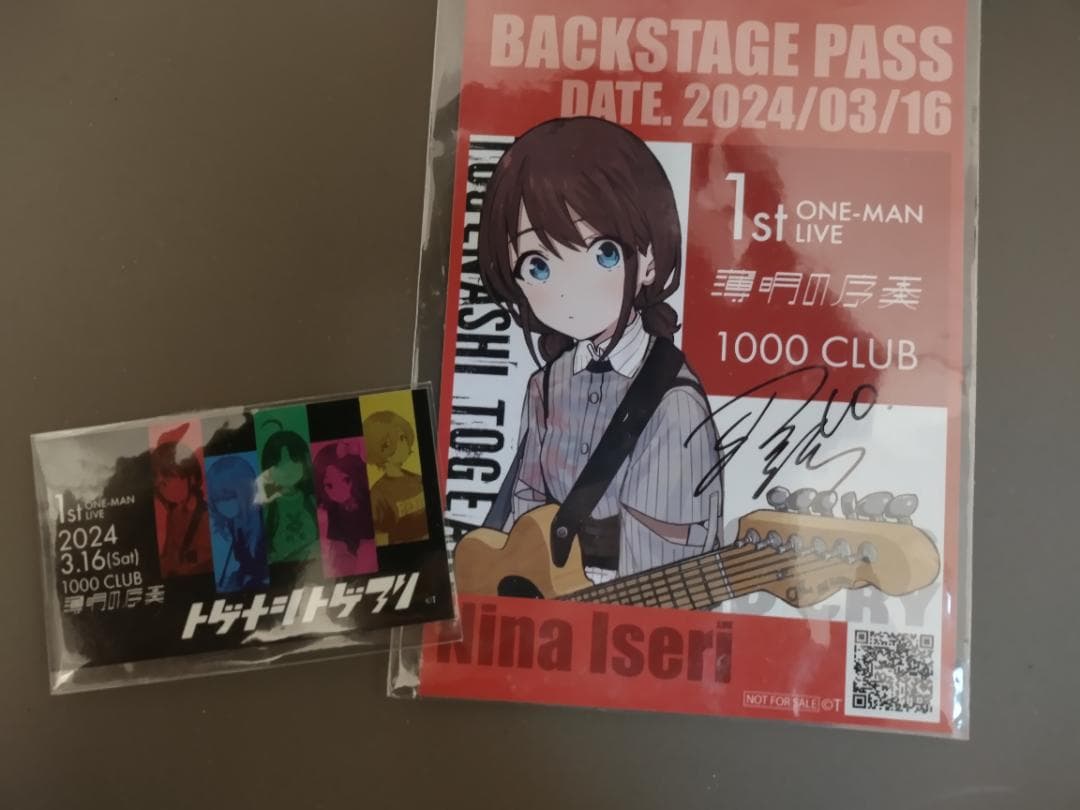 BACKSTAGE PASS
DATE. 2024/03/16
1st ONE-MAN
LIVE
薄明の序奏
1000 CLUB
Nina Iseri
NOT FOR SALE ©T
1st ONE-MAN
LIVE
2024
3.16(Sat)
1000 CLUB
薄明の序奏
トゲナシトゲアリ
©T